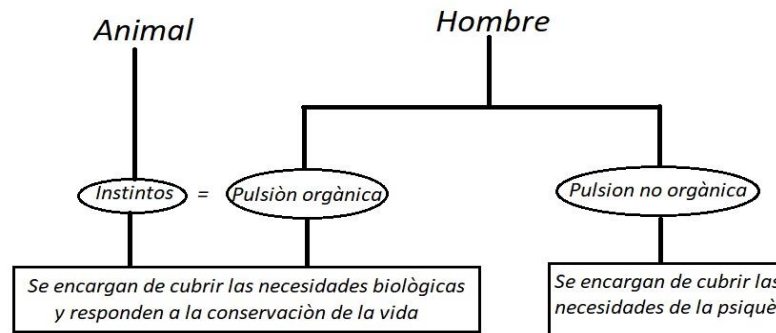 Animal
Hombre
Instintos
=
Pulsiòn orgànica
Pulsion no orgànica
Se encargan de cubrir las necesidades biològicas
y responden a la conservaciòn de la vida
Se encargan de cubrir las
necesidades de la psiquè